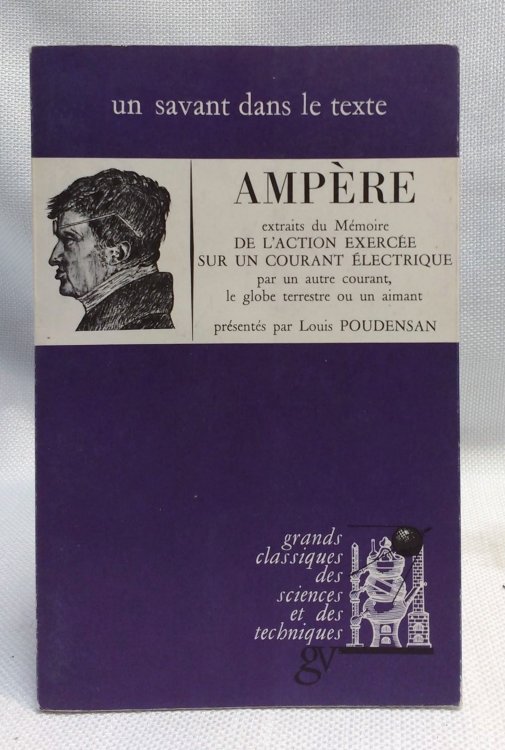 un savant dans le texte
AMPÈRE
extraits du Mémoire
DE L'ACTION EXERCÉE
SUR UN COURANT ÉLECTRIQUE
par un autre courant,
le globe terrestre ou un aimant
présentés par Louis POUDENSAN
grands
classiques
des
sciences
et des
techniques
gv